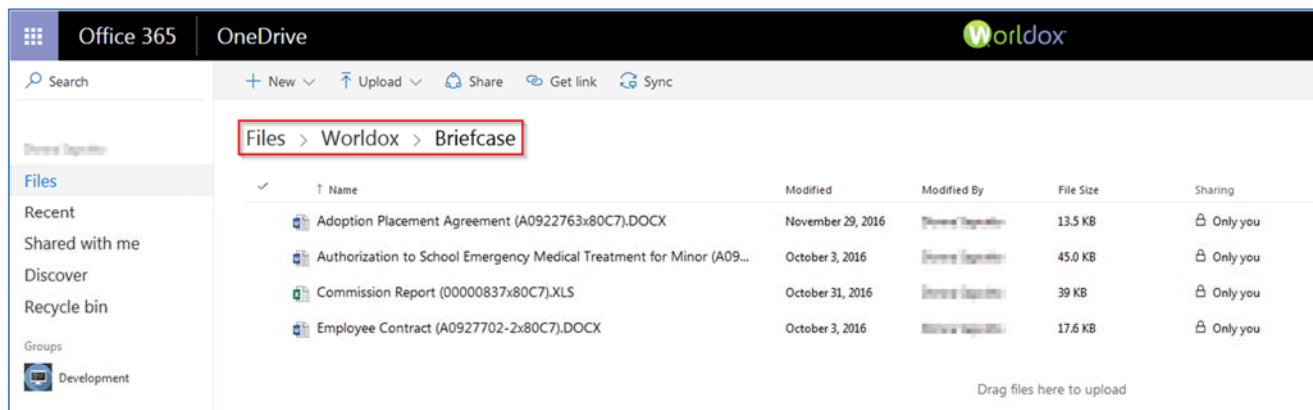 Office 365 OneDrive Worldox
Search + New Upload Share Get link Sync
Files > Worldox > Briefcase
Files
Recent
Shared with me
Discover
Recycle bin
Groups
Development
↑ Name Modified Modified By File Size Sharing
Adoption Placement Agreement (A0922763x80C7).DOCX November 29, 2016 13.5 KB Only you
Authorization to School Emergency Medical Treatment for Minor (A09... October 3, 2016 45.0 KB Only you
Commission Report (00000837x80C7).XLS October 31, 2016 39 KB Only you
Employee Contract (A0927702-2x80C7).DOCX October 3, 2016 17.6 KB Only you
Drag files here to upload